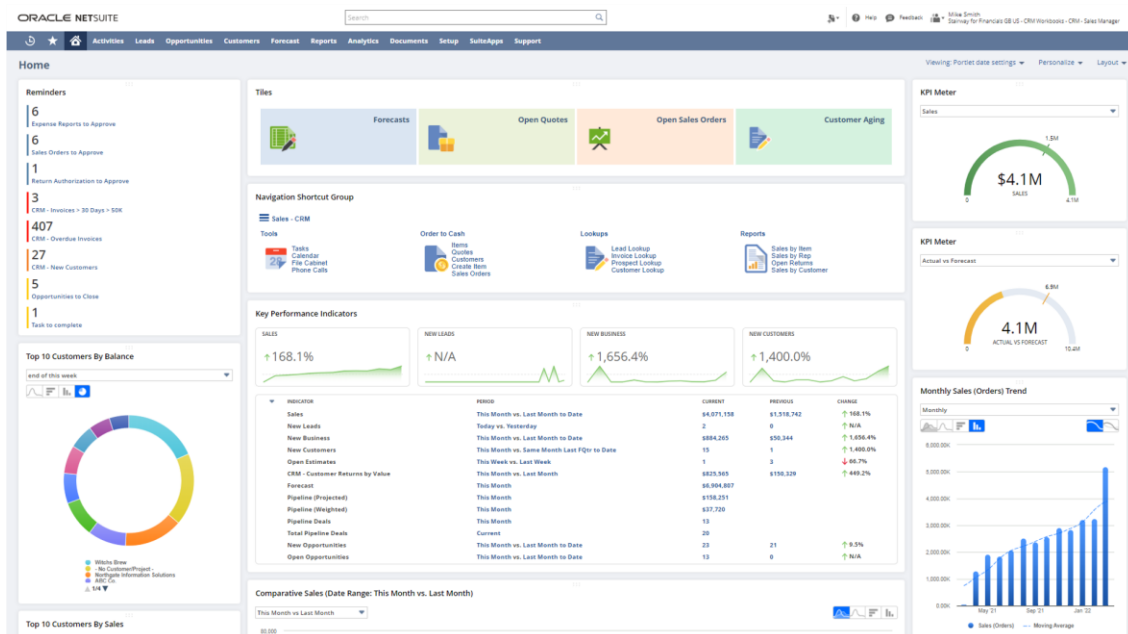 ORACLE NETSUITE
Search
Help
Feedback
Mike Smith
Stairway for Financials GB US - CRM Workbooks - CRM - Sales Manager
Activities Leads Opportunities Customers Forecast Reports Analytics Documents Setup SuiteApps Support
Home
Viewing: Portlet date settings
Personalize
Layout
Reminders
6
Expense Reports to Approve
6
Sales Orders to Approve
1
Return Authorization to Approve
3
CRM - Invoices > 30 Days > 50K
407
CRM - Overdue Invoices
27
CRM - New Customers
5
Opportunities to Close
1
Task to complete
Top 10 Customers By Balance
end of this week
Witchs Brew
- No Customer/Project -
Northgate Information Solutions
ABC Co.
1/4
Top 10 Customers By Sales
Tiles
Forecasts
Open Quotes
Open Sales Orders
Customer Aging
Navigation Shortcut Group
Sales - CRM
Tools
28
Tasks
Calendar
File Cabinet
Phone Calls
Order to Cash
Items
Quotes
Customers
Create Item
Sales Orders
Lookups
Lead Lookup
Invoice Lookup
Prospect Lookup
Customer Lookup
Reports
Sales by Item
Sales by Rep
Open Returns
Sales by Customer
Key Performance Indicators
SALES
168.1%
NEW LEADS
N/A
NEW BUSINESS
1,656.4%
NEW CUSTOMERS
1,400.0%
INDICATOR PERIOD CURRENT PREVIOUS CHANGE
Sales This Month vs. Last Month to Date $4,071,158 $1,518,742 168.1%
New Leads Today vs. Yesterday 2 0 N/A
New Business This Month vs. Last Month to Date $884,265 $50,344 1,656.4%
New Customers This Month vs. Same Month Last FQtr to Date 15 1 1,400.0%
Open Estimates This Week vs. Last Week 1 3 66.7%
CRM - Customer Returns by Value This Month vs. Last Month $825,565 $150,329 449.2%
Forecast This Month $6,904,807
Pipeline (Projected) This Month $158,251
Pipeline (Weighted) This Month $37,720
Pipeline Deals This Month 13
Total Pipeline Deals Current 20
New Opportunities This Month vs. Last Month to Date 23 21 9.5%
Open Opportunities This Month vs. Last Month to Date 13 0 N/A
Comparative Sales (Date Range: This Month vs. Last Month)
This Month vs Last Month
80.000
KPI Meter
Sales
1.5M
$4.1M
SALES
0
4.1M
KPI Meter
Actual vs Forecast
6.9M
4.1M
ACTUAL VS FORECAST
0
10.4M
Monthly Sales (Orders) Trend
Monthly
6,000.00K
5,000.00K
4,000.00K
3,000.00K
2,000.00K
1,000.00K
0.00K
May '21 Sep '21 Jan '22
Sales (Orders) Moving Average